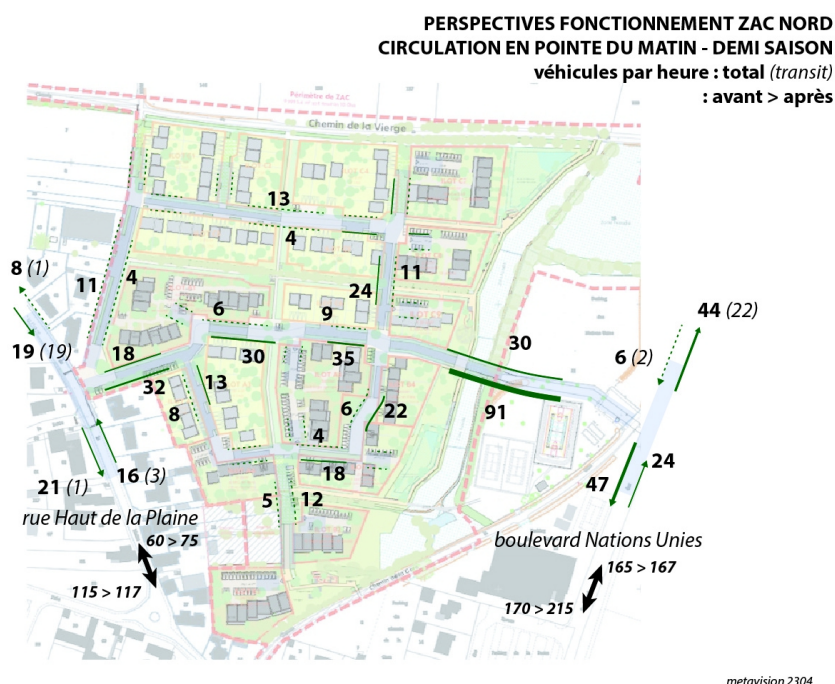 PERSPECTIVES FONCTIONNEMENT ZAC NORD
CIRCULATION EN POINTE DU MATIN - DEMI SAISON
véhicules par heure : total (transit)
: avant > après
Périmètre de ZAC
Chemin de la Vierge
13
4
11
4
11
24
8 (1)
6
9
44 (22)
19 (19)
18
30
35
30
6 (2)
32
13
8
6
22
91
4
18
24
47
21 (1)
16 (3)
5
12
rue Haut de la Plaine
60 > 75
115 > 117
boulevard Nations Unies
165 > 167
170 > 215
metavision 2304